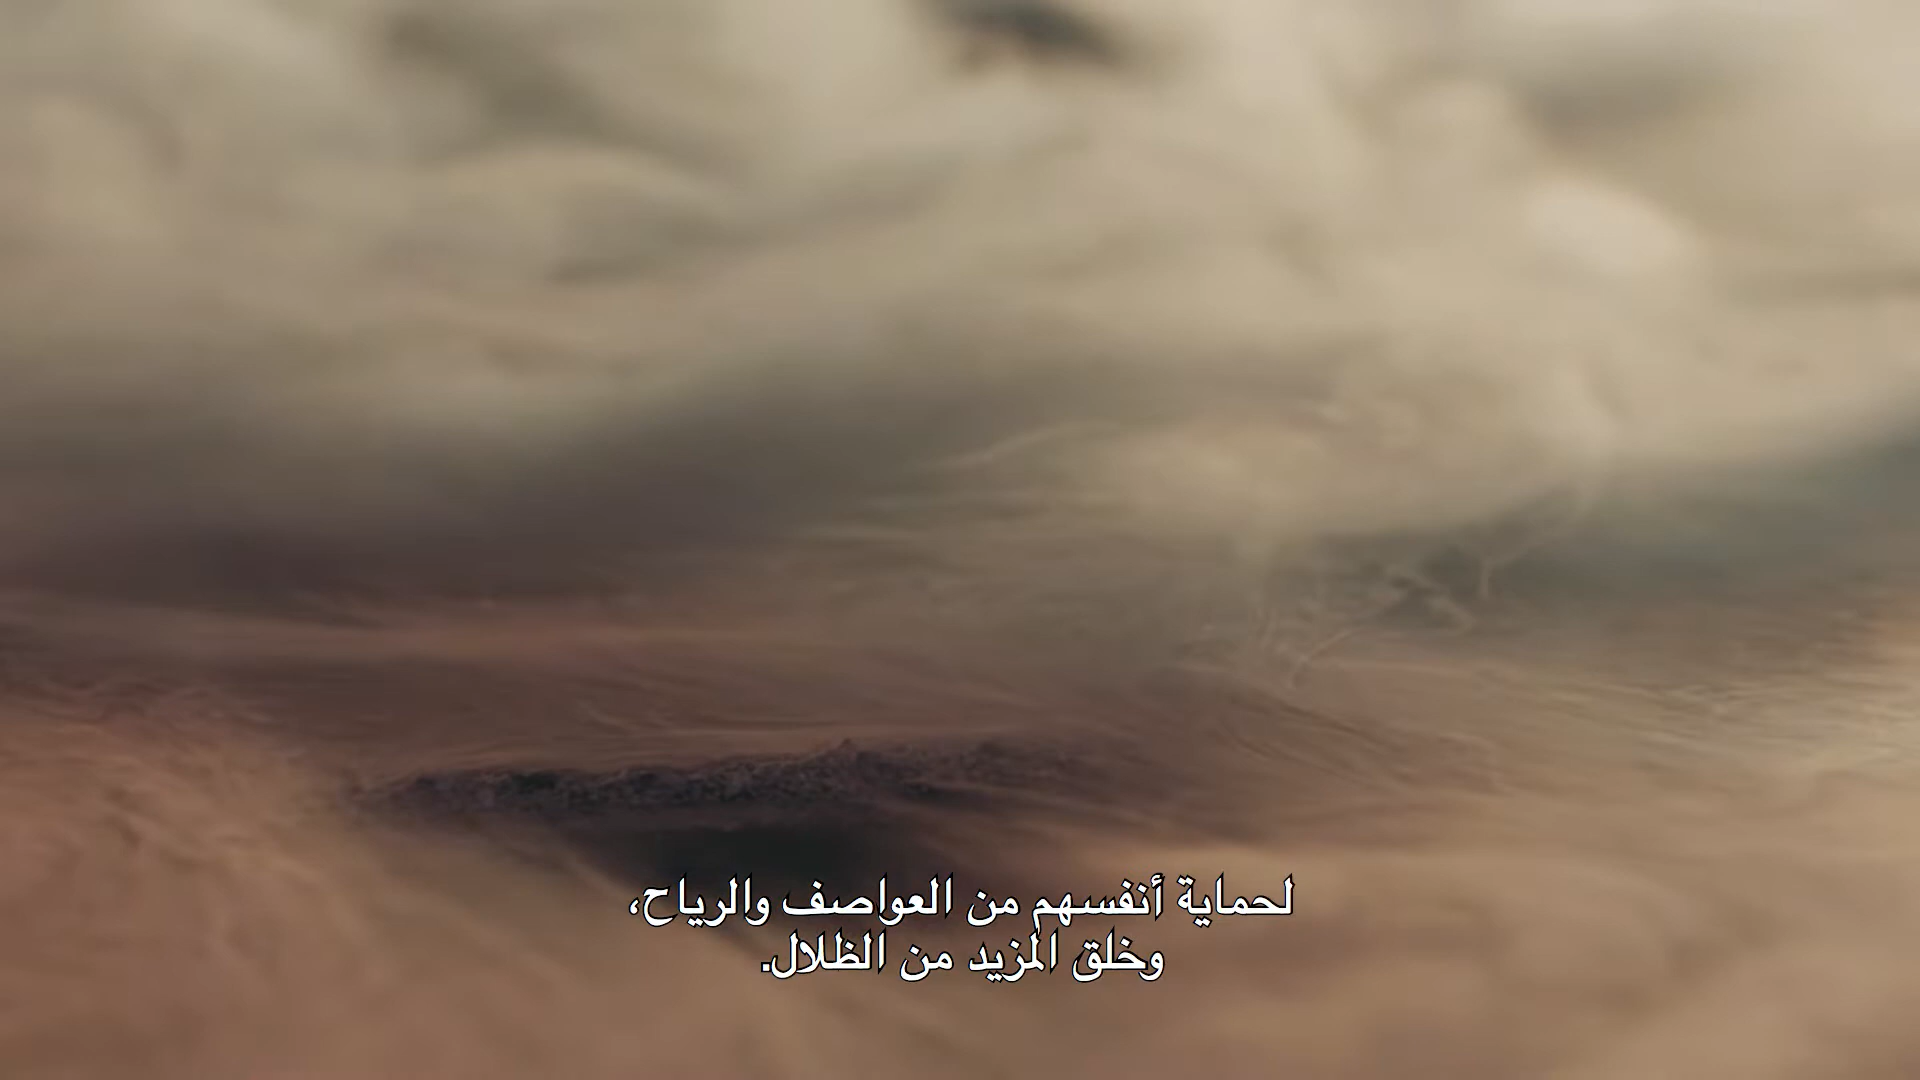 لحماية أنفسهم من العواصف والرياح،
وخلق المزيد من الظلال.